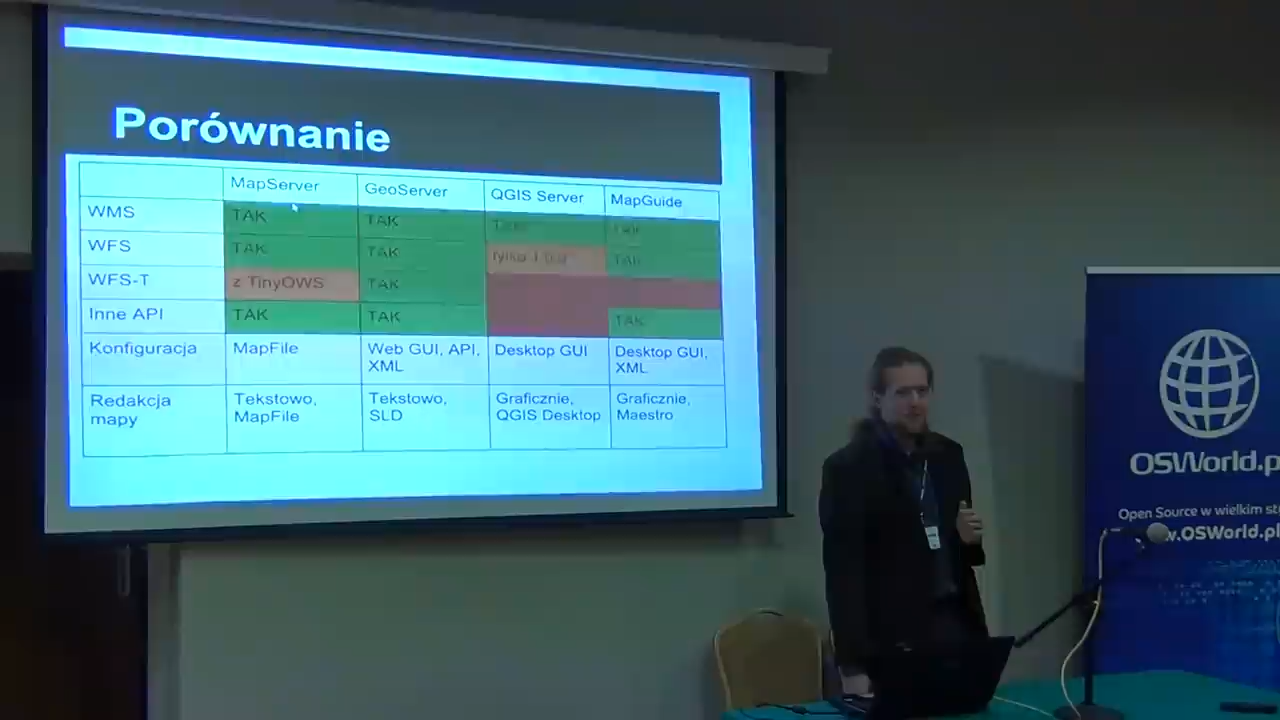 Porównanie
MapServer GeoServer QGIS Server MapGuide
WMS TAK TAK TAK
WFS TAK TAK TAK
WFS-T z TinyOWS TAK
Inne API TAK TAK TAK
Konfiguracja MapFile Web GUI, API, Desktop GUI Desktop GUI,
XML XML
Redakcja Tekstowo, Tekstowo, Graficznie, Graficznie,
mapy MapFile SLD QGIS Desktop Maestro
OSWorld.p
Open Source w wielkim st
w.OSWorld.pl